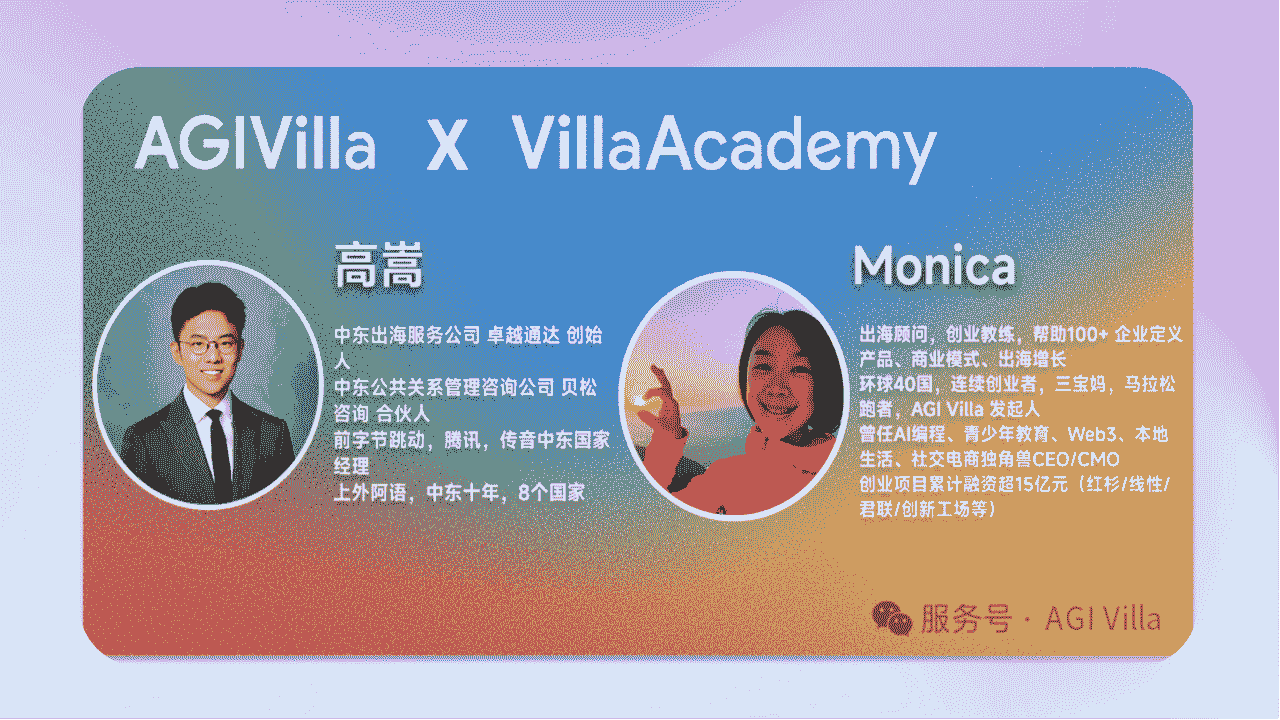 AGIVilla X VillaAcademy
高嵩
中东出海服务公司 卓越通达 创始
人
中东公共关系管理咨询公司 贝松
咨询 合伙人
前字节跳动，腾讯，传音中东国家
经理
上外阿语，中东十年，8个国家
Monica
出海顾问，创业教练，帮助100+ 企业定义
产品、商业模式、出海增长
环球40国，连续创业者，三宝妈，马拉松
跑者，AGI Villa 发起人
曾任AI编程、青少年教育、Web3、本地
生活、社交电商独角兽CEO/CMO
创业项目累计融资超15亿元（红杉/线性/
君联/创新工场等）
服务号 · AGI Villa